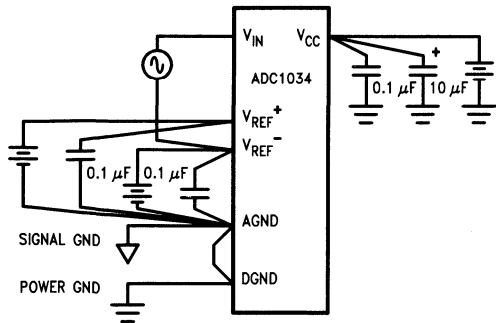 V_IN V_CC
ADC1034
+
0.1 μF 10 μF
V_REF+
V_REF−
0.1 μF 0.1 μF
AGND
SIGNAL GND
DGND
POWER GND